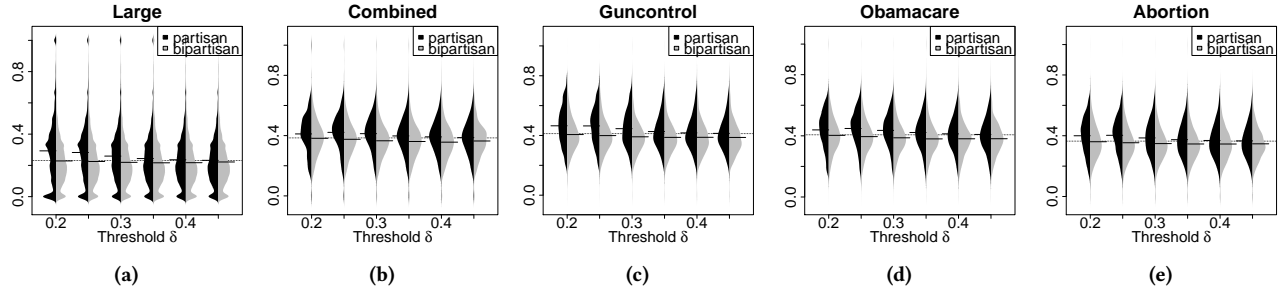 Large
partisan
bipartisan
0.0 0.4 0.8
0.2 0.3 0.4
Threshold δ
(a)
Combined
partisan
bipartisan
0.0 0.4 0.8
0.2 0.3 0.4
Threshold δ
(b)
Guncontrol
partisan
bipartisan
0.0 0.4 0.8
0.2 0.3 0.4
Threshold δ
(c)
Obamacare
partisan
bipartisan
0.0 0.4 0.8
0.2 0.3 0.4
Threshold δ
(d)
Abortion
partisan
bipartisan
0.0 0.4 0.8
0.2 0.3 0.4
Threshold δ
(e)